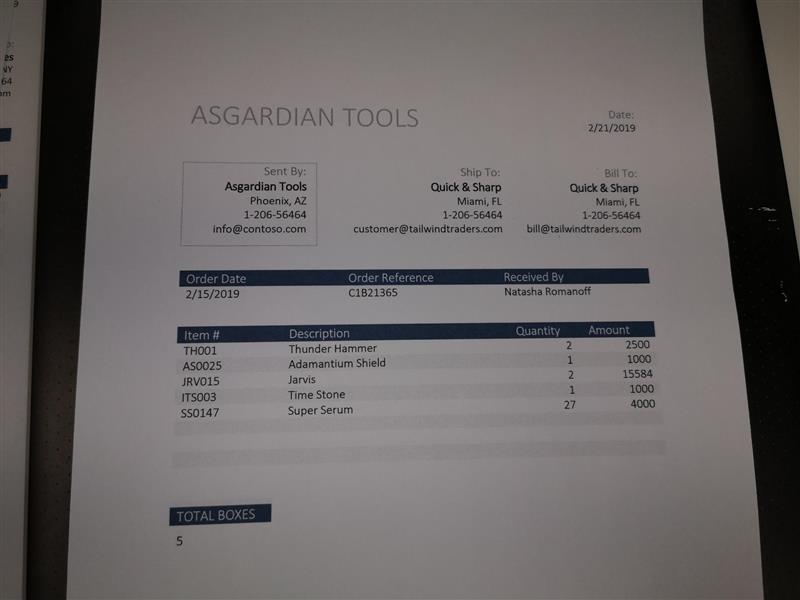 ASGARDIAN TOOLS
Date:
2/21/2019
Sent By:
Asgardian Tools
Phoenix, AZ
1-206-56464
info@contoso.com
Ship To:
Quick & Sharp
Miami, FL
1-206-56464
customer@tailwindtraders.com
Bill To:
Quick & Sharp
Miami, FL
1-206-56464
bill@tailwindtraders.com
Order Date Order Reference Received By
2/15/2019 C1B21365 Natasha Romanoff
Item # Description Quantity Amount
TH001 Thunder Hammer 2 2500
AS0025 Adamantium Shield 1 1000
JRV015 Jarvis 2 15584
ITS003 Time Stone 1 1000
SS0147 Super Serum 27 4000
TOTAL BOXES
5